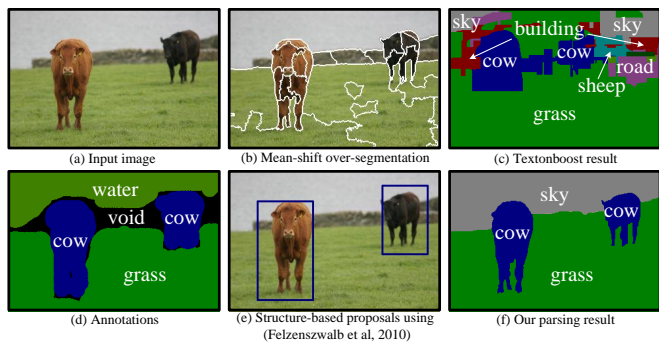 sky
building
sky
cow
cow
road
sheep
grass
(a) Input image
(b) Mean-shift over-segmentation
(c) Textonboost result
water
void
cow
cow
grass
sky
cow
cow
grass
(d) Annotations
(e) Structure-based proposals using
(Felzenszwalb et al, 2010)
(f) Our parsing result